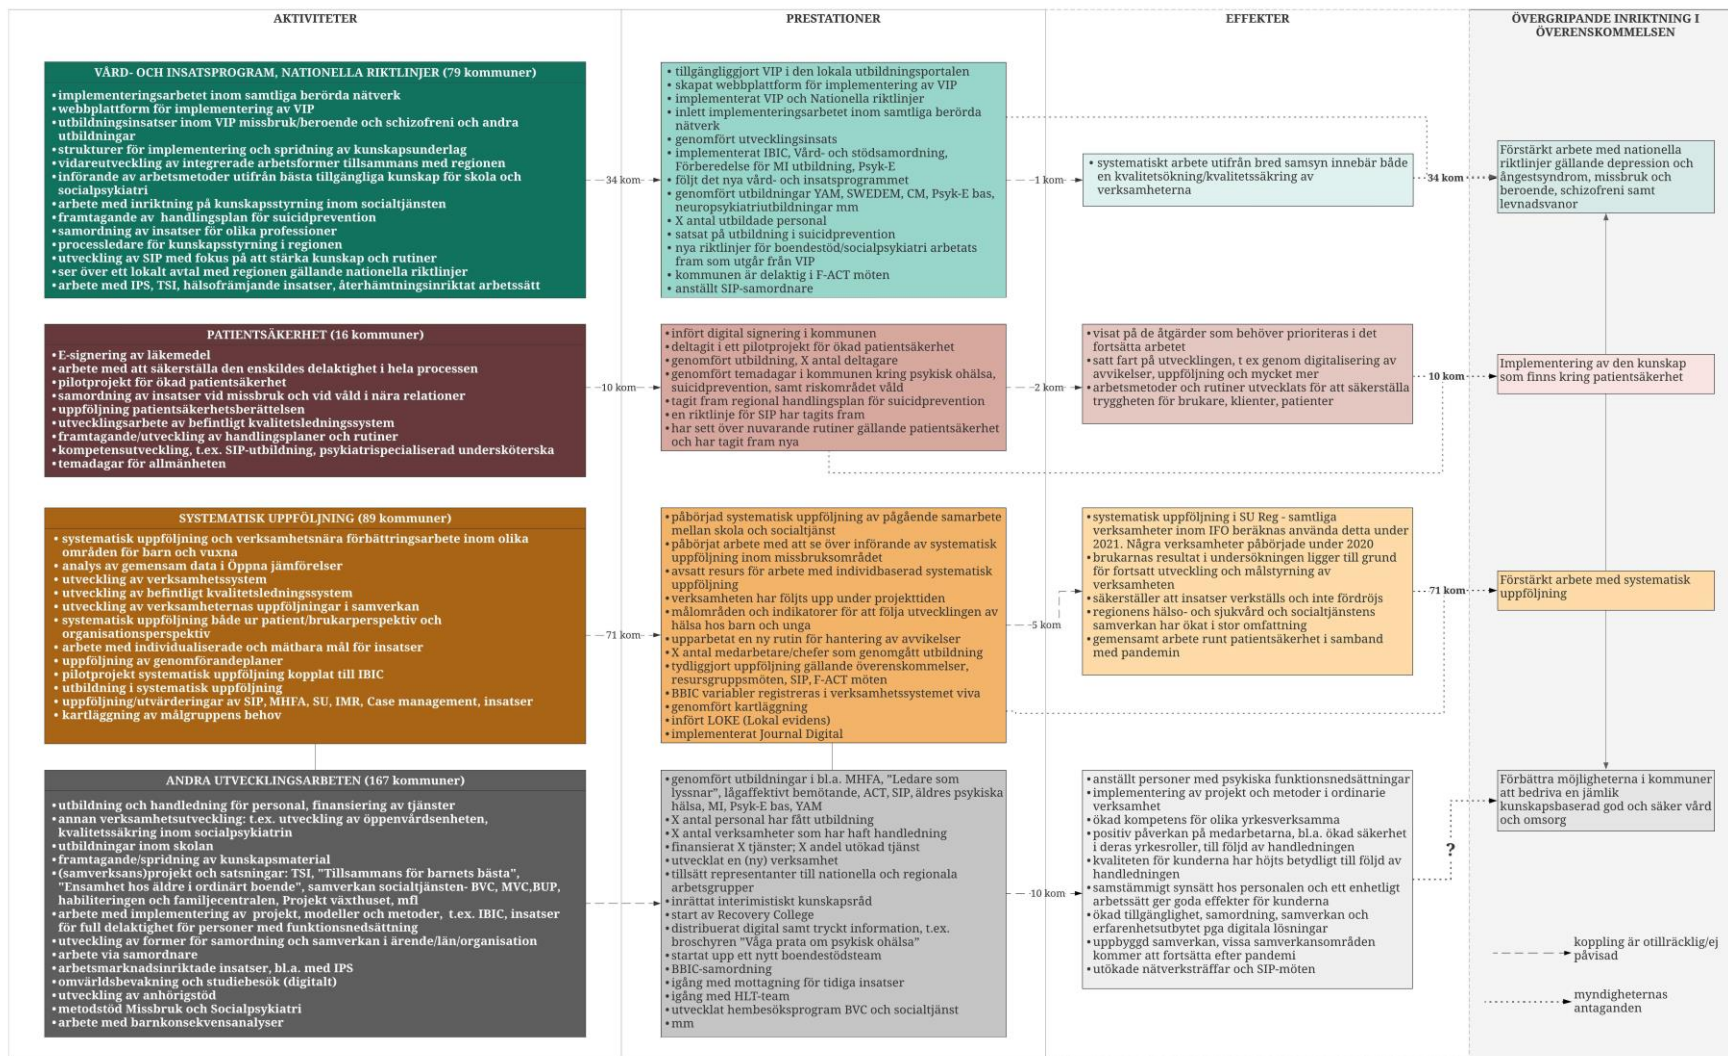 AKTIVITETER
PRESTATIONER
EFFEKTER
ÖVERGRIPANDE INRIKTNING I
ÖVERENSKOMMELSEN
VÅRD- OCH INSATSPROGRAM, NATIONELLA RIKTLINJER (79 kommuner)
• implementeringsarbetet inom samtliga berörda nätverk
• webbplattform för implementering av VIP
• utbildningsinsatser inom VIP missbruk/beroende och schizofreni och andra
utbildningar
• strukturer för implementering och spridning av kunskapsunderlag
• vidareutveckling av integrerade arbetsformer tillsammans med regionen
• införande av arbetsmetoder utifrån bästa tillgängliga kunskap för skola och
socialpsykiatri
• arbete med inriktning på kunskapsstyrning inom socialtjänsten
• framtagande av handlingsplan för suicidprevention
• samordning av insatser för olika professioner
• processledare för kunskapsstyrning i regionen
• utveckling av SIP med fokus på att stärka kunskap och rutiner
• ser över ett lokalt avtal med regionen gällande nationella riktlinjer
• arbete med IPS, TSI, hälsofrämjande insatser, återhämtningsinriktat arbetssätt
34 kom
• tillgängliggjort VIP i den lokala utbildningsportalen
• skapat webbplattform för implementering av VIP
• implementerat VIP och Nationella riktlinjer
• inlett implementeringsarbetet inom samtliga berörda
nätverk
• genomfört utvecklingsinsats
• implementerat IBIC, Vård- och stödsamordning,
Förberedelse för MI utbildning, Psyk-E
• följt det nya vård- och insatsprogrammet
• genomfört utbildningar YAM, SWEDEM, CM, Psyk-E bas,
neuropsykiatriutbildningar mm
• X antal utbildade personal
• satsat på utbildning i suicidprevention
• nya riktlinjer för boendestöd/socialpsykiatri arbetats
fram som utgår från VIP
• kommunen är delaktig i F-ACT möten
• anställt SIP-samordnare
1 kom
• systematiskt arbete utifrån bred samsyn innebär både
en kvalitetsökning/kvalitetssäkring av
verksamheterna
34 kom
Förstärkt arbete med nationella
riktlinjer gällande depression och
ångestsyndrom, missbruk och
beroende, schizofreni samt
levnadsvanor
PATIENTSÄKERHET (16 kommuner)
• E-signering av läkemedel
• arbete med att säkerställa den enskildes delaktighet i hela processen
• pilotprojekt för ökad patientsäkerhet
• samordning av insatser vid missbruk och vid våld i nära relationer
• uppföljning patientsäkerhetsberättelsen
• utvecklingsarbete av befintligt kvalitetsledningssystem
• framtagande/utveckling av handlingsplaner och rutiner
• kompetensutveckling, t.ex. SIP-utbildning, psykiatrispecialiserad undersköterska
• temadagar för allmänheten
10 kom
• infört digital signering i kommunen
• deltagit i ett pilotprojekt för ökad patientsäkerhet
• genomfört utbildning, X antal deltagare
• genomfört temadagar i kommunen kring psykisk ohälsa,
suicidprevention, samt riskområdet våld
• tagit fram regional handlingsplan för suicidprevention
• en riktlinje för SIP har tagits fram
• har sett över nuvarande rutiner gällande patientsäkerhet
och har tagit fram nya
2 kom
• visat på de åtgärder som behöver prioriteras i det
fortsätta arbetet
• satt fart på utvecklingen, t ex genom digitalisering av
avvikelser, uppföljning och mycket mer
• arbetsmetoder och rutiner utvecklats för att säkerställa
tryggheten för brukare, klienter, patienter
10 kom
Implementering av den kunskap
som finns kring patientsäkerhet
SYSTEMATISK UPPFÖLJNING (89 kommuner)
• systematisk uppföljning och verksamhetsnära förbättringsarbete inom olika
områden för barn och vuxna
• analys av gemensam data i Öppna jämförelser
• utveckling av verksamhetssystem
• utveckling av befintligt kvalitetsledningssystem
• utveckling av verksamheternas uppföljningar i samverkan
• systematisk uppföljning både ur patient/brukarperspektiv och
organisationsperspektiv
• arbete med individualiserade och mätbara mål för insatser
• uppföljning av genomförandeplaner
• pilotprojekt systematisk uppföljning kopplat till IBIC
• utbildning i systematisk uppföljning
• uppföljning/utvärderingar av SIP, MHFA, SU, IMR, Case management, insatser
• kartläggning av målgruppens behov
71 kom
• påbörjad systematisk uppföljning av pågående samarbete
mellan skola och socialtjänst
• påbörjat arbete med att se över införande av systematisk
uppföljning inom missbruksområdet
• avsatt resurs för arbete med individbaserad systematisk
uppföljning
• verksamheten har följts upp under projekttiden
• målområden och indikatorer för att följa utvecklingen av
hälsa hos barn och unga
• upparbetat en ny rutin för hantering av avvikelser
• X antal medarbetare/chefer som genomgått utbildning
• tydliggjort uppföljning gällande överenskommelser,
resursgruppsmöten, SIP, F-ACT möten
• BBIC variabler registreras i verksamhetssystemet viva
• genomfört kartläggning
• infört LOKE (Lokal evidens)
• implementerat Journal Digital
5 kom
• systematisk uppföljning i SU Reg - samtliga
verksamheter inom IFO beräknas använda detta under
2021. Några verksamheter påbörjade under 2020
• brukarnas resultat i undersökningen ligger till grund
för fortsatt utveckling och målstyrning av
verksamheten
• säkerställer att insatser verkställs och inte fördröjs
• regionens hälso- och sjukvård och socialtjänstens
samverkan har ökat i stor omfattning
• gemensamt arbete runt patientsäkerhet i samband
med pandemin
71 kom
Förstärkt arbete med systematisk
uppföljning
ANDRA UTVECKLINGSARBETEN (167 kommuner)
• utbildning och handledning för personal, finansiering av tjänster
• annan verksamhetsutveckling: t.ex. utveckling av öppenvårdsenheten,
kvalitetssäkring inom socialpsykiatrin
• utbildningar inom skolan
• framtagande/spridning av kunskapsmaterial
• (samverksans)projekt och satsningar: TSI, "Tillsammans för barnets bästa",
"Ensamhet hos äldre i ordinärt boende", samverkan socialtjänsten- BVC, MVC,BUP,
habiliteringen och familjecentralen, Projekt växthuset, mfl
• arbete med implementering av projekt, modeller och metoder, t.ex. IBIC, insatser
för full delaktighet för personer med funktionsnedsättning
• utveckling av former för samordning och samverkan i ärende/län/organisation
• arbete via samordnare
• arbetsmarknadsinriktade insatser, bl.a. med IPS
• omvärldsbevakning och studiebesök (digitalt)
• utveckling av anhörigstöd
• metodstöd Missbruk och Socialpsykiatri
• arbete med barnkonsekvensanalyser
• genomfört utbildningar i bl.a. MHFA, "Ledare som
lyssnar", lågaffektivt bemötande, ACT, SIP, äldres psykiska
hälsa, MI, Psyk-E bas, YAM
• X antal personal har fått utbildning
• X antal verksamheter som har haft handledning
• finansierat X tjänster; X andel utökad tjänst
• utvecklat en (ny) verksamhet
• tillsätt representanter till nationella och regionala
arbetsgrupper
• inrättat interimistiskt kunskapsråd
• start av Recovery College
• distribuerat digital samt tryckt information, t.ex.
broschyren "Våga prata om psykisk ohälsa"
• startat upp ett nytt boendestödsteam
• BBIC-samordning
• igång med mottagning för tidiga insatser
• igång med HLT-team
• utvecklat hembesöksprogram BVC och socialtjänst
• mm
10 kom
• anställt personer med psykiska funktionsnedsättningar
• implementering av projekt och metoder i ordinarie
verksamhet
• ökad kompetens för olika yrkesverksamma
• positiv påverkan på medarbetarna, bl.a. ökad säkerhet
i deras yrkesroller, till följd av handledningen
• kvaliteten för kunderna har höjts betydligt till följd av
handledningen
• samstämmigt synsätt hos personalen och ett enhetligt
arbetssätt ger goda effekter för kunderna
• ökad tillgänglighet, samordning, samverkan och
erfarenhetsutbytet pga digitala lösningar
• uppbyggd samverkan, vissa samverkansområden
kommer att fortsätta efter pandemi
• utökade nätverksträffar och SIP-möten
?
Förbättra möjligheterna i kommuner
att bedriva en jämlik
kunskapsbaserad god och säker vård
och omsorg
koppling är otillräcklig/ej
påvisad
myndigheternas
antaganden